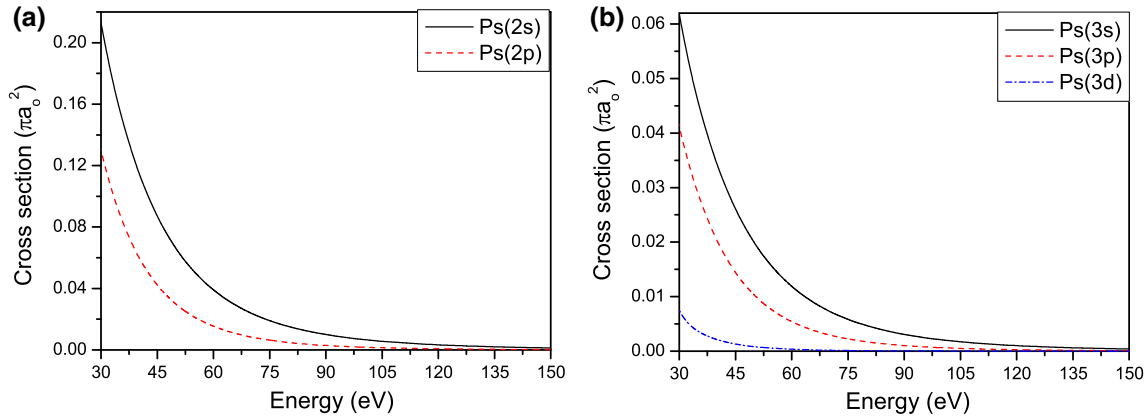 (a)
Ps(2s)
Ps(2p)
0.20
0.16
0.12
0.08
0.04
0.00
Cross section (πaₒ²)
30 45 60 75 90 105 120 135 150
Energy (eV)
(b)
Ps(3s)
Ps(3p)
Ps(3d)
0.06
0.05
0.04
0.03
0.02
0.01
0.00
Cross section (πaₒ²)
30 45 60 75 90 105 120 135 150
Energy (eV)